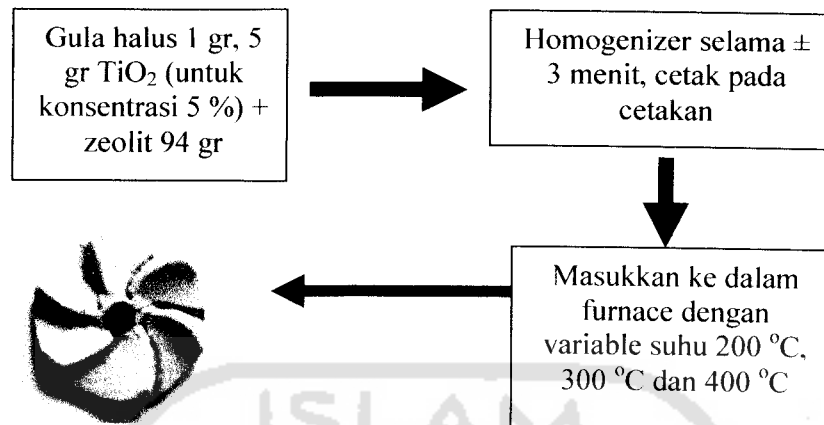 Gula halus 1 gr, 5
gr TiO₂ (untuk
konsentrasi 5 %) +
zeolit 94 gr
Homogenizer selama ±
3 menit, cetak pada
cetakan
Masukkan ke dalam
furnace dengan
variable suhu 200 °C,
300 °C dan 400 °C
ISLAM